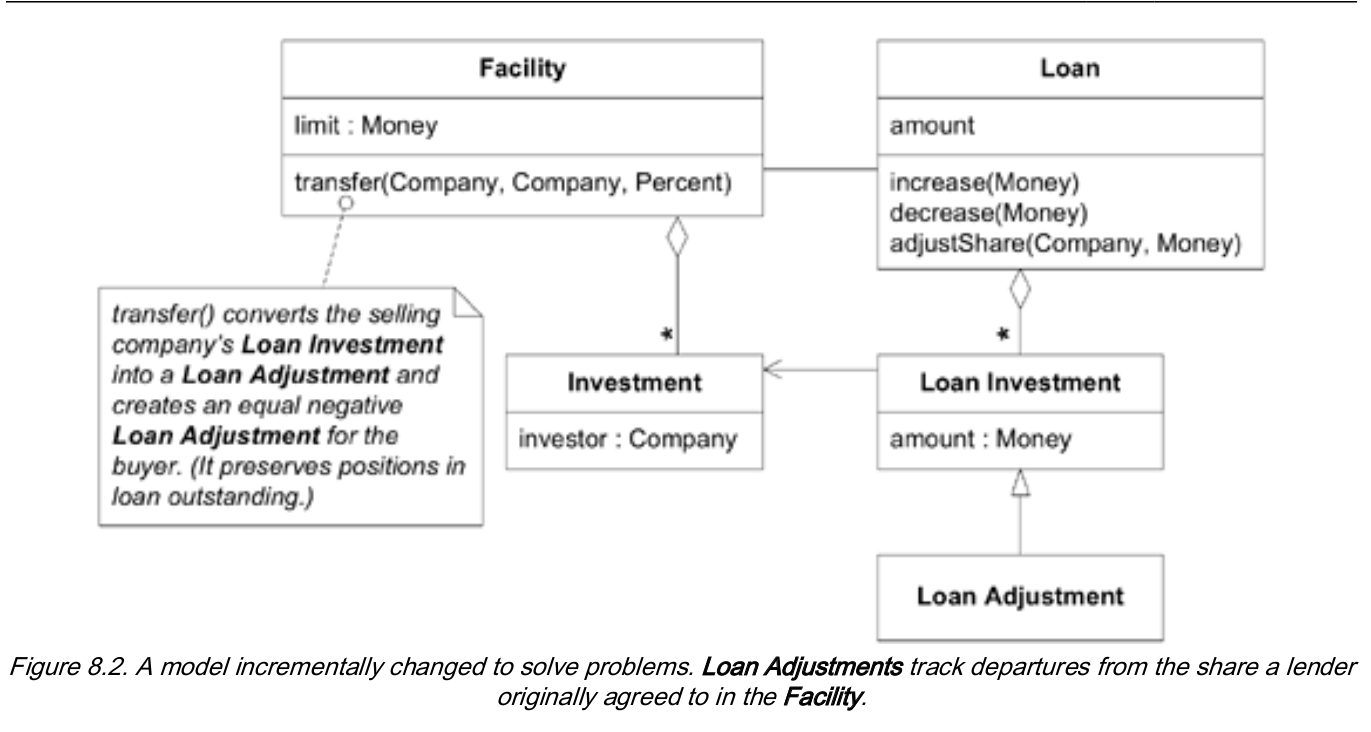 Facility
limit : Money
transfer(Company, Company, Percent)
Loan
amount
increase(Money)
decrease(Money)
adjustShare(Company, Money)
transfer() converts the selling
company's Loan Investment
into a Loan Adjustment and
creates an equal negative
Loan Adjustment for the
buyer. (It preserves positions in
loan outstanding.)
*
Investment
investor : Company
*
Loan Investment
amount : Money
Loan Adjustment
Figure 8.2. A model incrementally changed to solve problems. Loan Adjustments track departures from the share a lender
originally agreed to in the Facility.